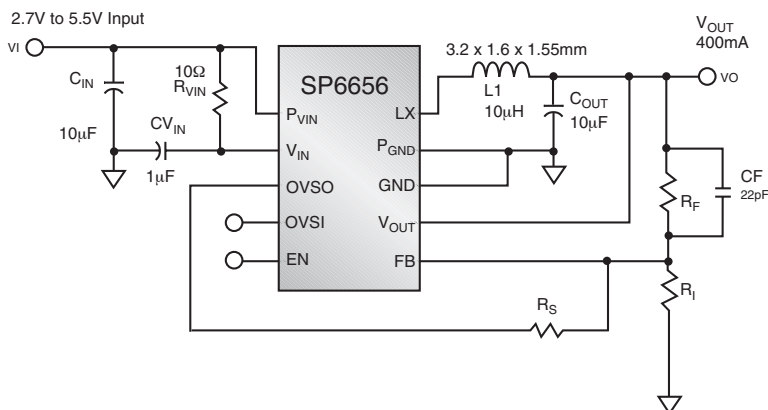 2.7V to 5.5V Input
VI
CIN
10µF
CVIN
1µF
10Ω
RVIN
SP6656
PVIN
VIN
OVSO
OVSI
EN
LX
PGND
GND
VOUT
FB
3.2 x 1.6 x 1.55mm
L1
10µH
COUT
10µF
VOUT
400mA
VO
RF
CF
22pF
RI
RS